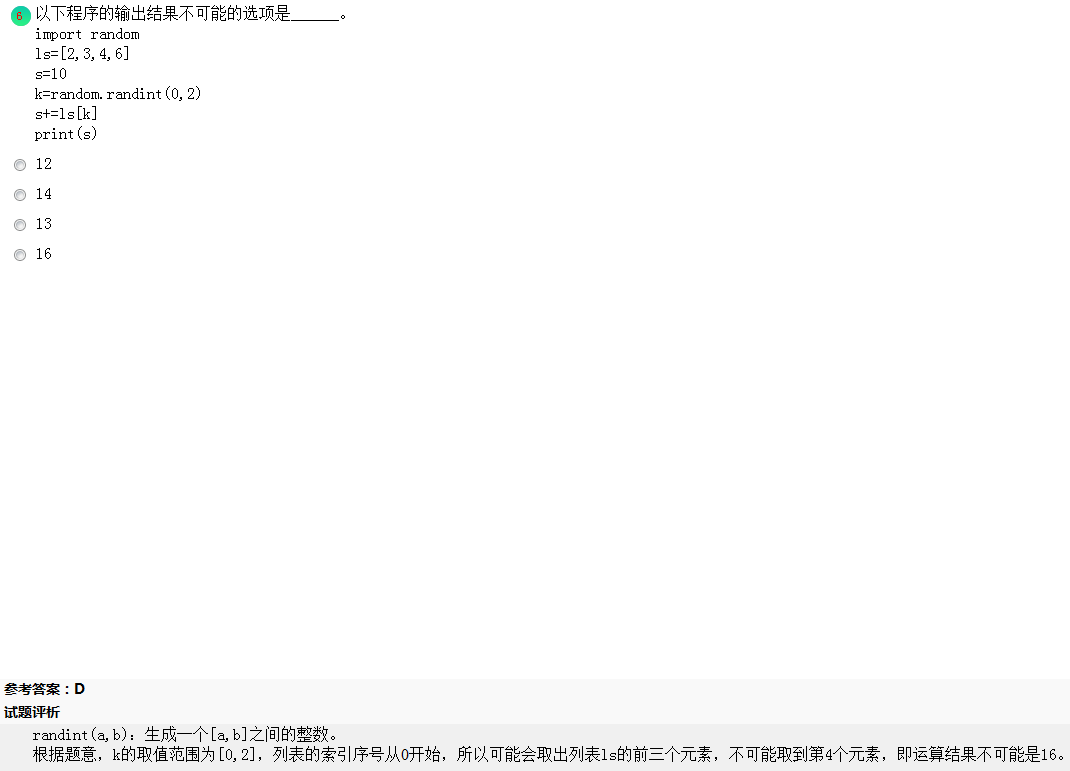 6 以下程序的输出结果不可能的选项是______。
import random
ls=[2,3,4,6]
s=10
k=random.randint(0,2)
s+=ls[k]
print(s)
12
14
13
16
参考答案：D
试题评析
randint(a,b)：生成一个[a,b]之间的整数。
根据题意，k的取值范围为[0,2]，列表的索引序号从0开始，所以可能会取出列表ls的前三个元素，不可能取到第4个元素，即运算结果不可能是16。